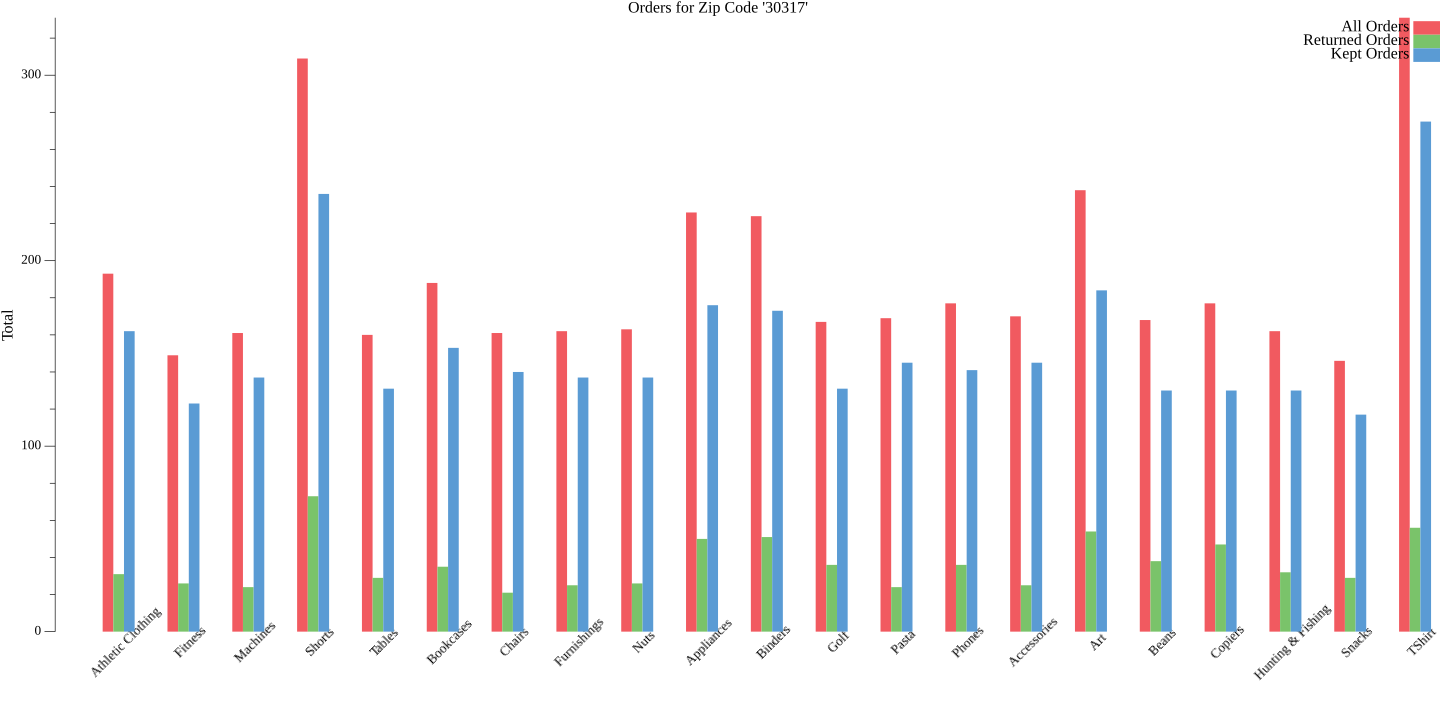 Orders for Zip Code '30317'
All Orders
Returned Orders
Kept Orders
300
200
100
0
Total
Athletic Clothing
Fitness
Machines
Shorts
Tables
Bookcases
Chairs
Furnishings
Nuts
Appliances
Binders
Golf
Pasta
Phones
Accessories
Art
Beans
Copiers
Hunting & Fishing
Snacks
TShirt